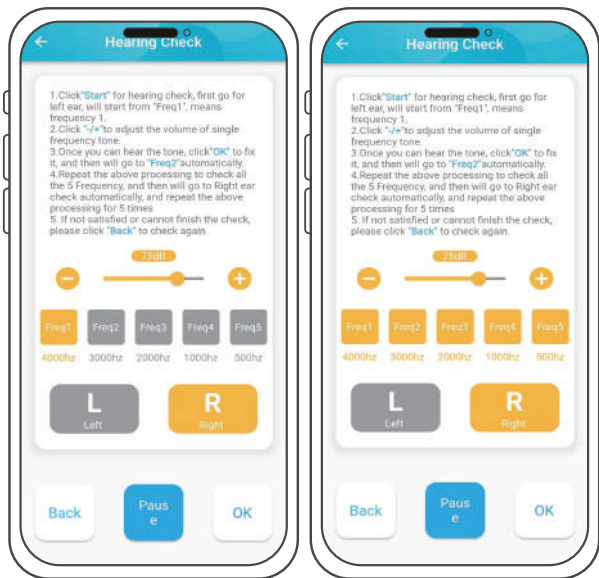 Hearing Check
1.Click"Start" for hearing check, first go for
left ear, will start from "Freq1", means
frequency 1.
2.Click "-/+"to adjust the volume of single
frequency tone.
3.Once you can hear the tone, click"OK" to fix
it, and then will go to "Freq2"automatically.
4.Repeat the above processing to check all
the 5 Frequency, and then will go to Right ear
check automatically, and repeat the above
processing for 5 times
5. If not satisfied or cannot finish the check,
please click "Back" to check again.
75dB
Freq1 Freq2 Freq3 Freq4 Freq5
4000hz 3000hz 2000hz 1000hz 500hz
L R
Left Right
Back Paus
e OK
Hearing Check
1.Click"Start" for hearing check, first go for
left ear, will start from "Freq1", means
frequency 1.
2.Click "-/+"to adjust the volume of single
frequency tone.
3.Once you can hear the tone, click"OK" to fix
it, and then will go to "Freq2"automatically.
4.Repeat the above processing to check all
the 5 Frequency, and then will go to Right ear
check automatically, and repeat the above
processing for 5 times
5. If not satisfied or cannot finish the check,
please click "Back" to check again.
75dB
Freq1 Freq2 Freq3 Freq4 Freq5
4000hz 3000hz 2000hz 1000hz 500hz
L R
Left Right
Back Paus
e OK